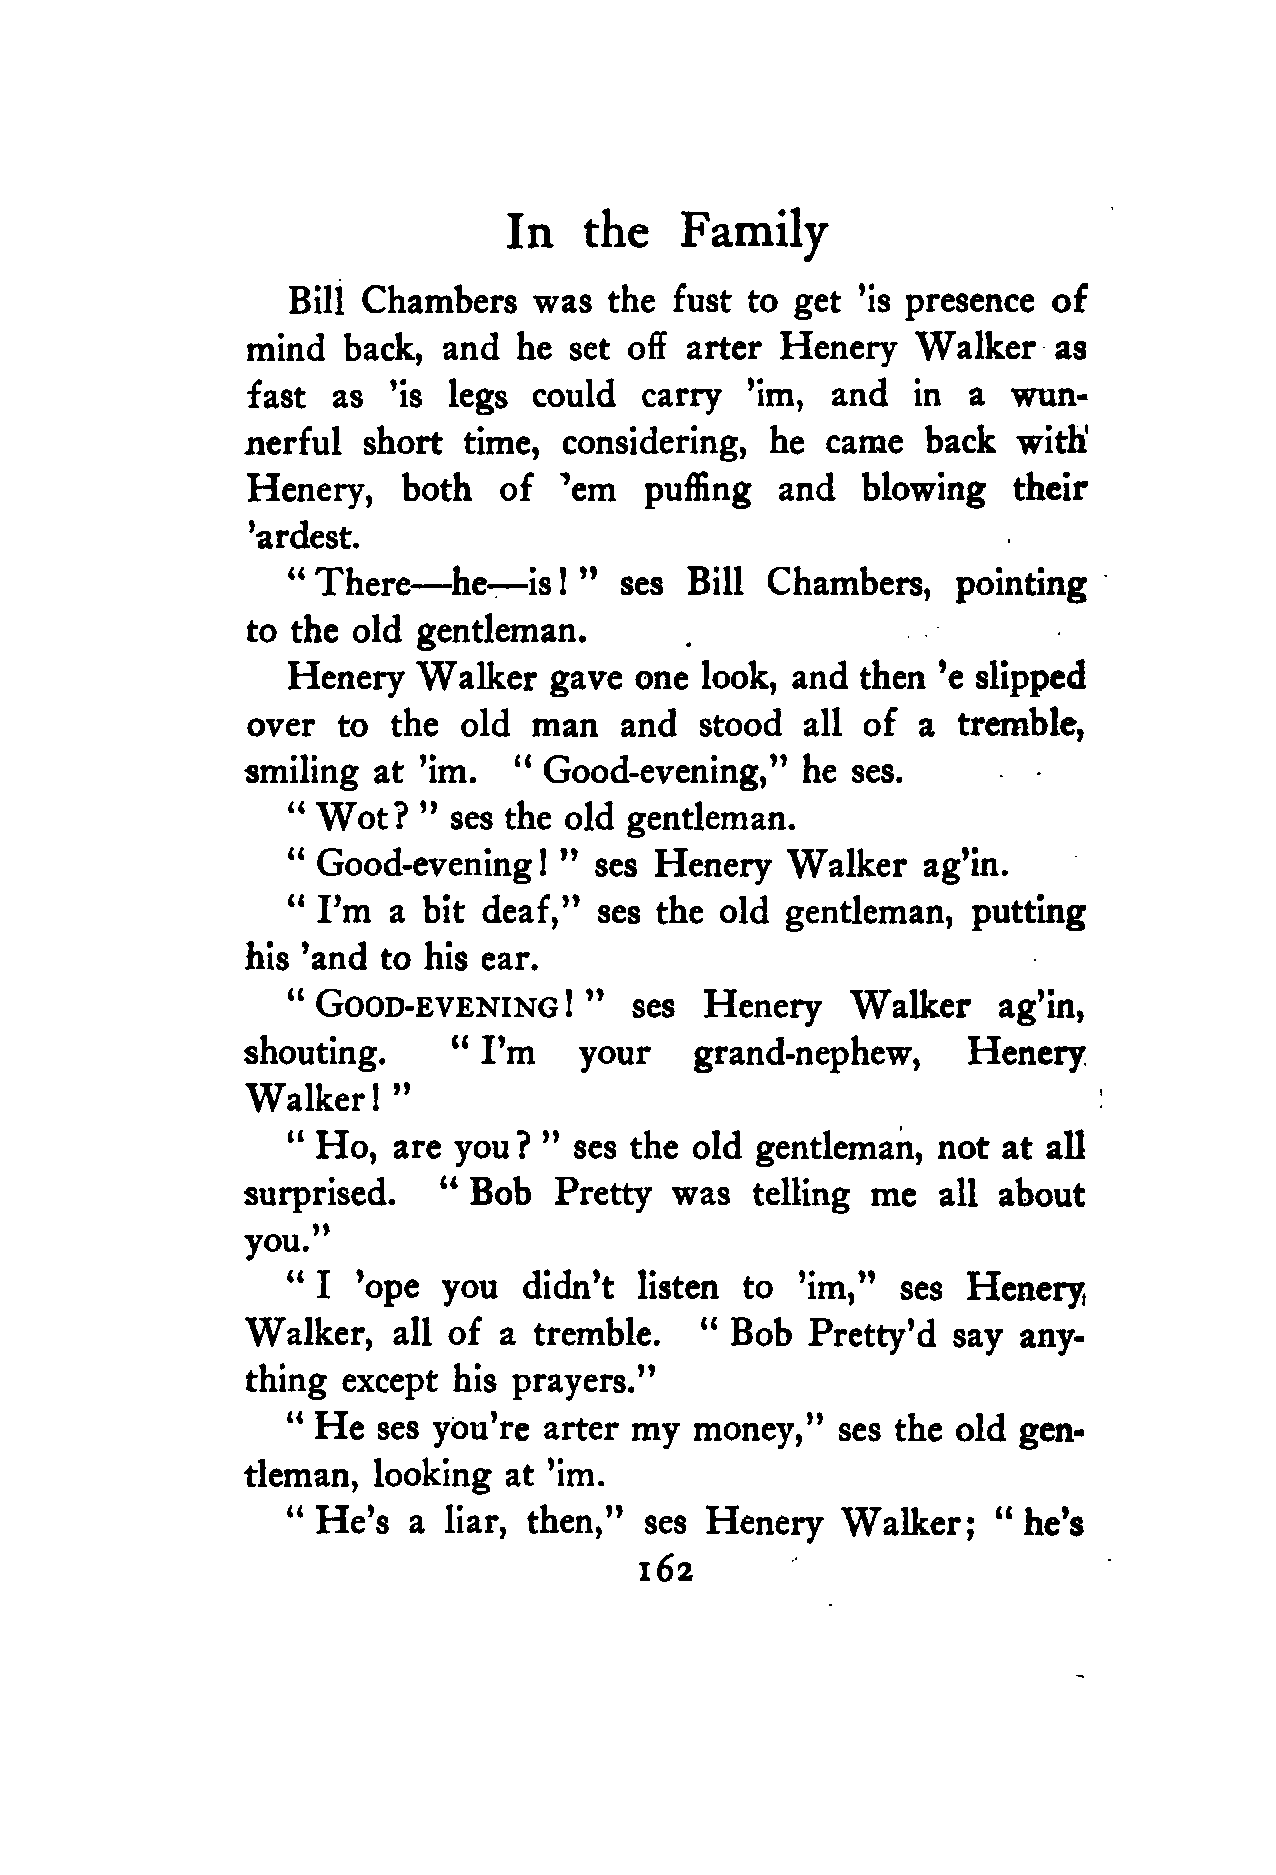 In the Family
Bill Chambers was the fust to get 'is presence of
mind back, and he set off arter Henery Walker as
fast as 'is legs could carry 'im, and in a wun-
nerful short time, considering, he came back with
Henery, both of 'em puffing and blowing their
'ardest.
" There—he—is! " ses Bill Chambers, pointing
to the old gentleman.
Henery Walker gave one look, and then 'e slipped
over to the old man and stood all of a tremble,
smiling at 'im. " Good-evening," he ses.
" Wot? " ses the old gentleman.
" Good-evening! " ses Henery Walker ag'in.
" I'm a bit deaf," ses the old gentleman, putting
his 'and to his ear.
" GOOD-EVENING! " ses Henery Walker ag'in,
shouting. " I'm your grand-nephew, Henery
Walker! "
" Ho, are you? " ses the old gentleman, not at all
surprised. " Bob Pretty was telling me all about
you."
" I 'ope you didn't listen to 'im," ses Henery
Walker, all of a tremble. " Bob Pretty'd say any-
thing except his prayers."
" He ses you're arter my money," ses the old gen-
tleman, looking at 'im.
" He's a liar, then," ses Henery Walker; " he's
162